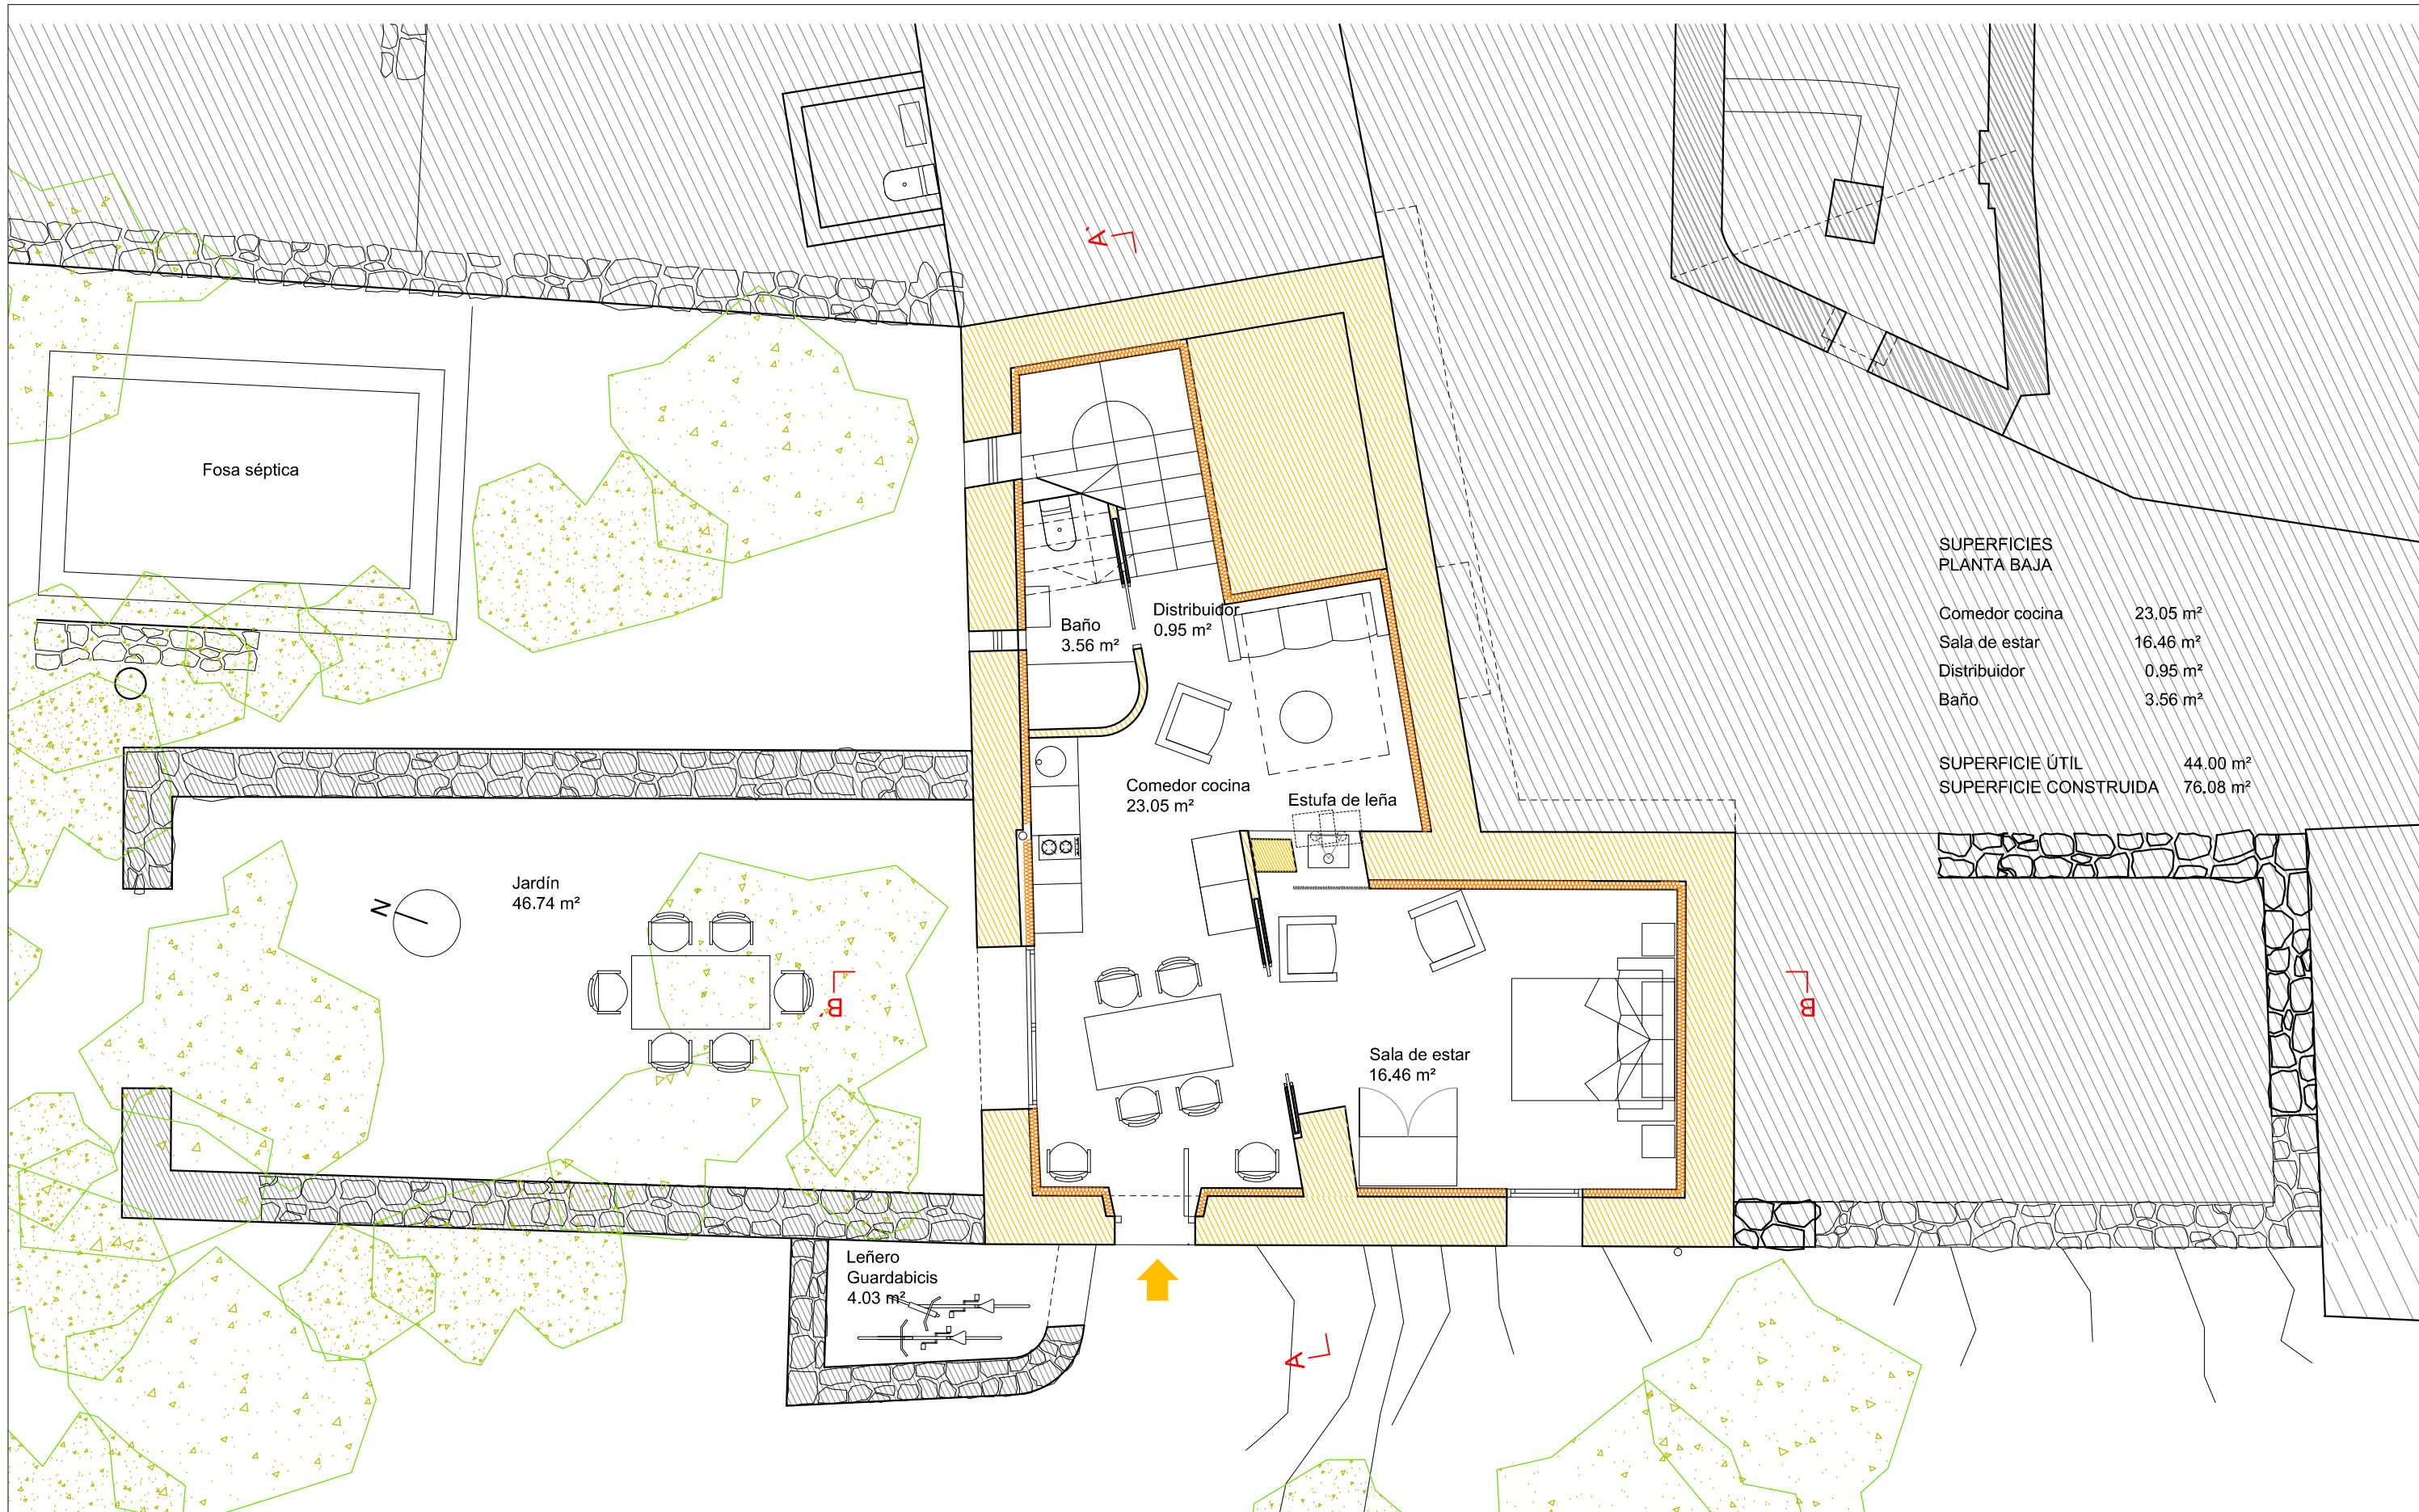 A'
Fosa séptica
SUPERFICIES
PLANTA BAJA
Comedor cocina 23.05 m²
Sala de estar 16.46 m²
Distribuidor 0.95 m²
Baño 3.56 m²
SUPERFICIE ÚTIL 44.00 m²
SUPERFICIE CONSTRUIDA 76.08 m²
Distribuidor
0.95 m²
Baño
3.56 m²
Comedor cocina
23.05 m²
Estufa de leña
Jardín
46.74 m²
N
B'
B
Sala de estar
16.46 m²
Leñero
Guardabicis
4.03 m²
A